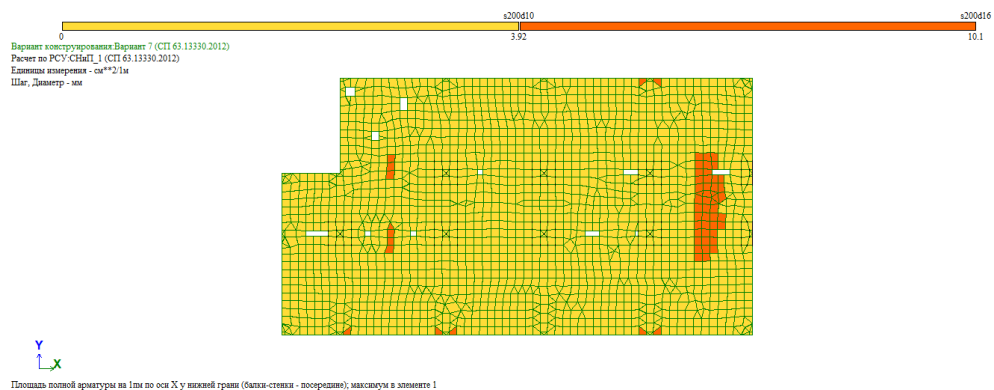 s200d10 s200d16
0 3.92 10.1
Вариант конструирования:Вариант 7 (СП 63.13330.2012)
Расчет по РСУ:СНиП_1 (СП 63.13330.2012)
Единицы измерения - см**2/1м
Шаг, Диаметр - мм
Y
X
Площадь полной арматуры на 1пм по оси X у нижней грани (балки-стенки - посередине); максимум в элементе 1